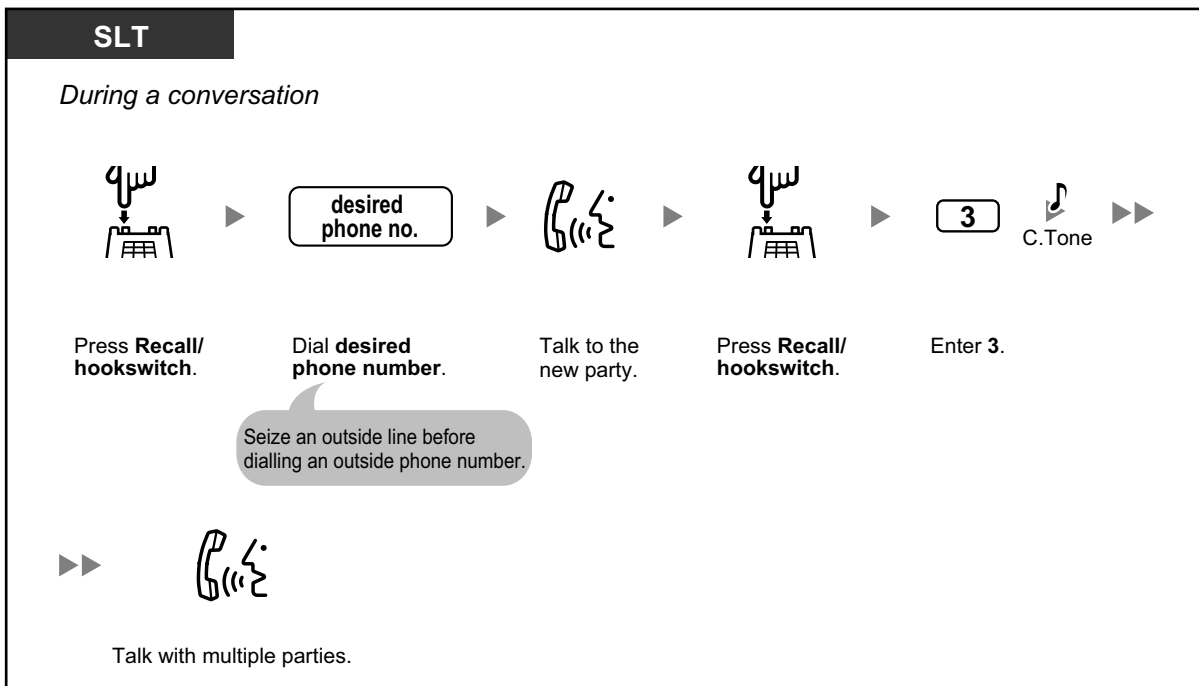 SLT
During a conversation
desired
phone no.
3
C.Tone
Press Recall/
hookswitch.
Dial desired
phone number.
Talk to the
new party.
Press Recall/
hookswitch.
Enter 3.
Seize an outside line before
dialling an outside phone number.
Talk with multiple parties.